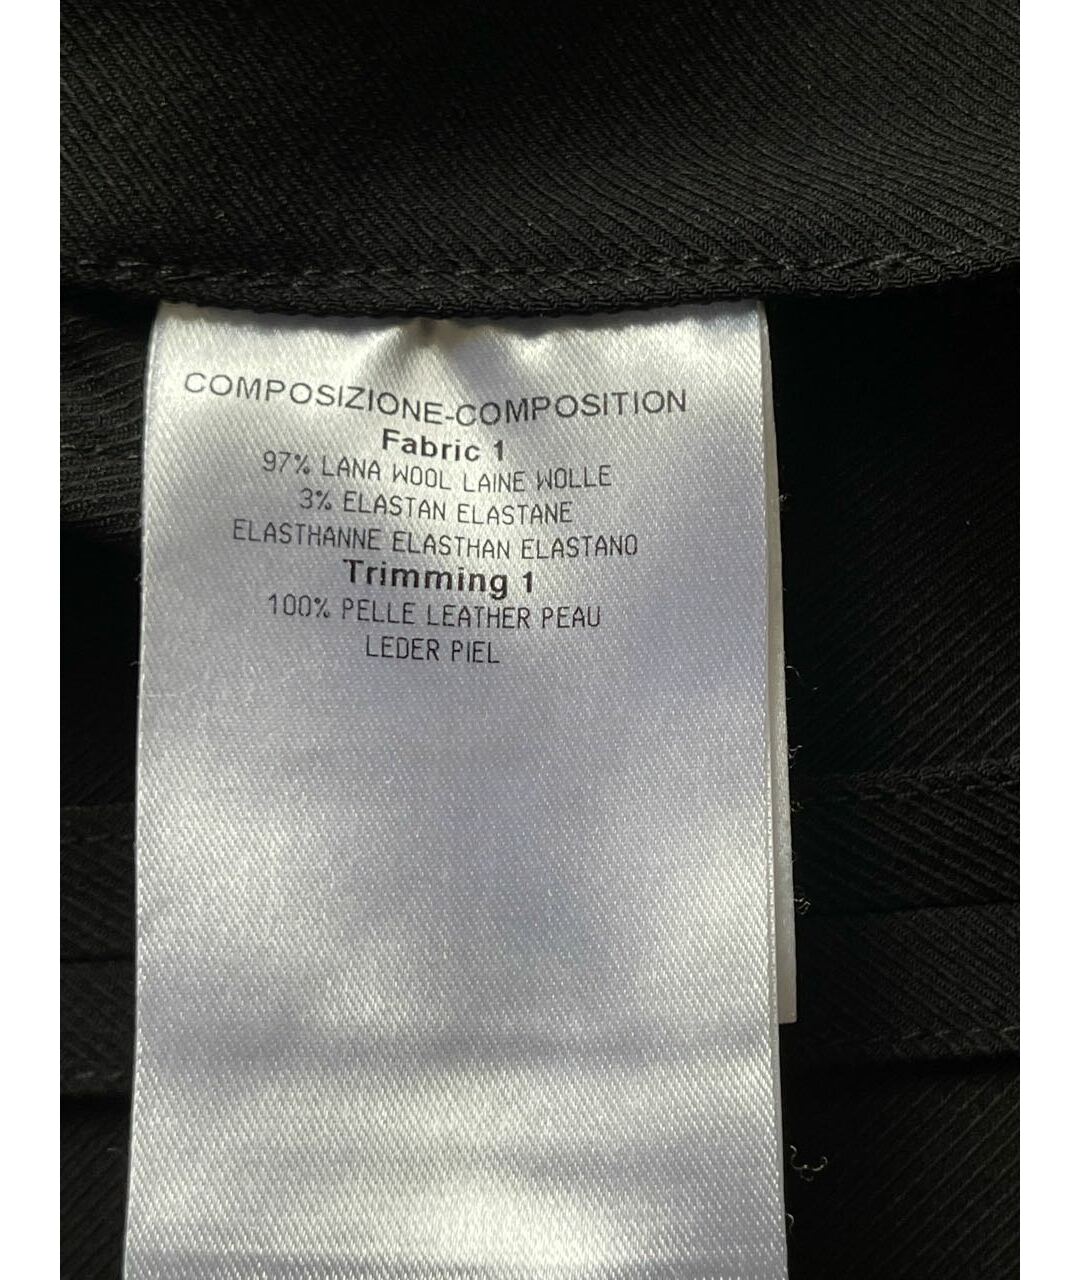 COMPOSIZIONE-COMPOSITION
Fabric 1
97% LANA WOOL LAINE WOLLE
3% ELASTAN ELASTANE
ELASTHANNE ELASTHAN ELASTANO
Trimming 1
100% PELLE LEATHER PEAU
LEDER PIEL